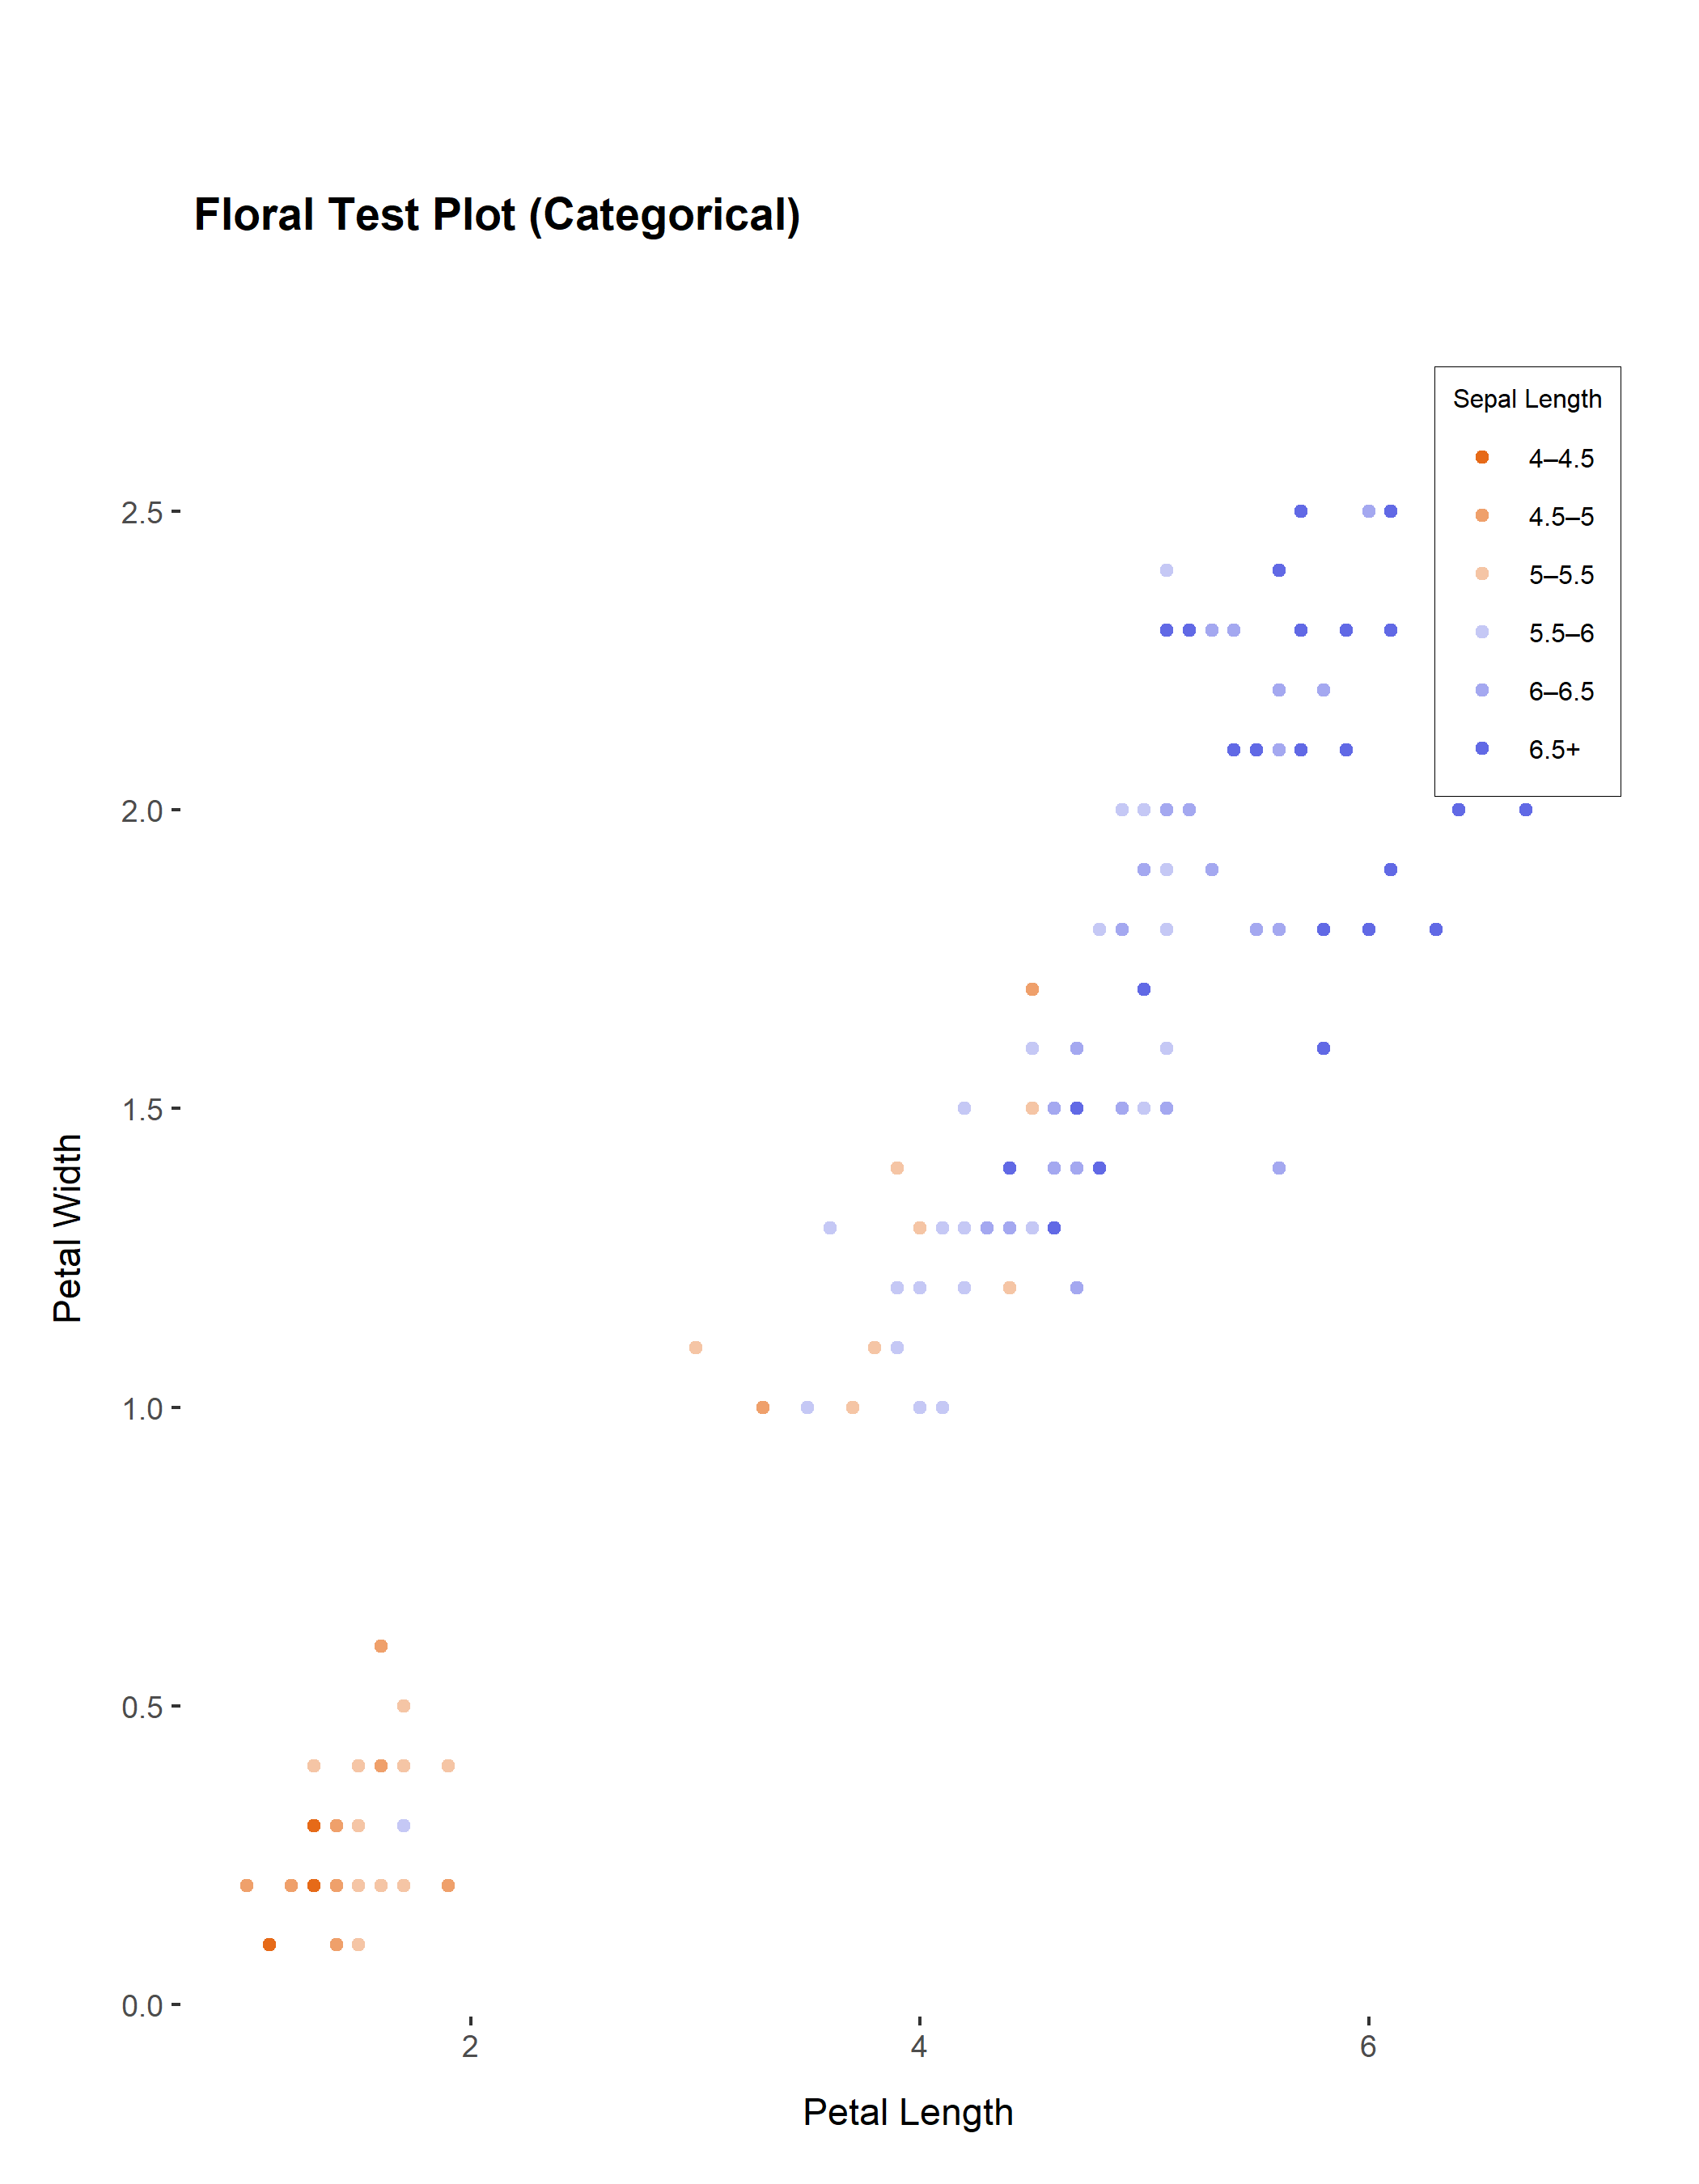 Floral Test Plot (Categorical)
Sepal Length
4–4.5
4.5–5
5–5.5
5.5–6
6–6.5
6.5+
2.5
2.0
1.5
1.0
0.5
0.0
Petal Width
2 4 6
Petal Length